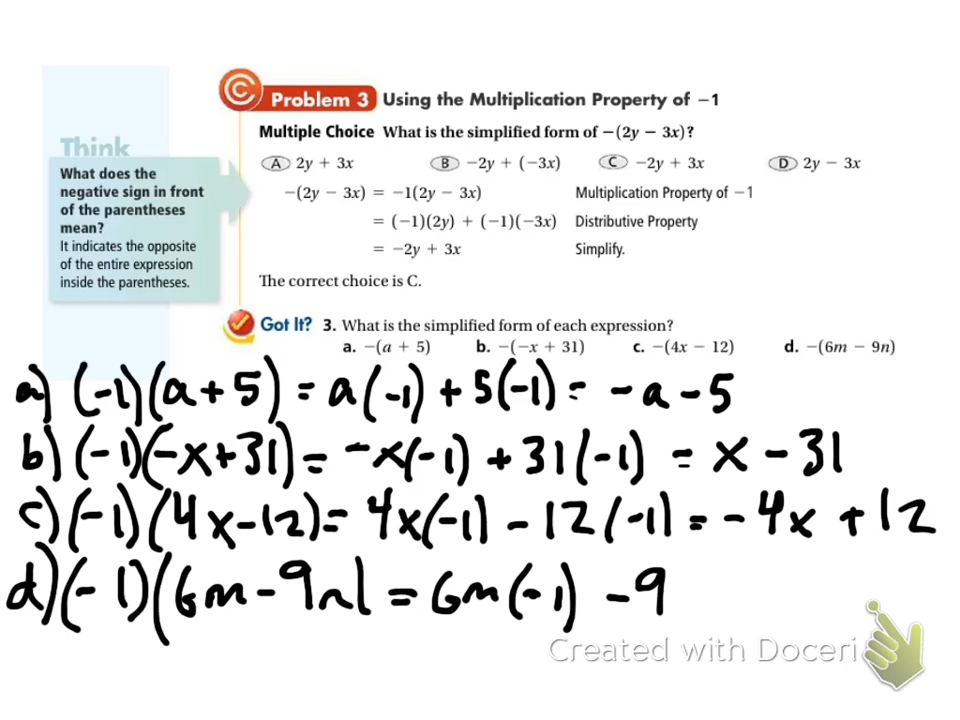 Problem 3 Using the Multiplication Property of −1
Think
What does the
negative sign in front
of the parentheses
mean?
It indicates the opposite
of the entire expression
inside the parentheses.
Multiple Choice What is the simplified form of −(2y − 3x)?
A 2y + 3x B −2y + (−3x) C −2y + 3x D 2y − 3x
−(2y − 3x) = −1(2y − 3x) Multiplication Property of −1
= (−1)(2y) + (−1)(−3x) Distributive Property
= −2y + 3x Simplify.
The correct choice is C.
Got It? 3. What is the simplified form of each expression?
a. −(a + 5) b. −(−x + 31) c. −(4x − 12) d. −(6m − 9n)
a) (-1)(a+5) = a(-1) + 5(-1) = -a - 5
b) (-1)(-x+31) = -x(-1) + 31(-1) = x - 31
c) (-1)(4x-12) = 4x(-1) - 12(-1) = -4x + 12
d) (-1)(6m-9n) = 6m(-1) - 9
Created with Doceri